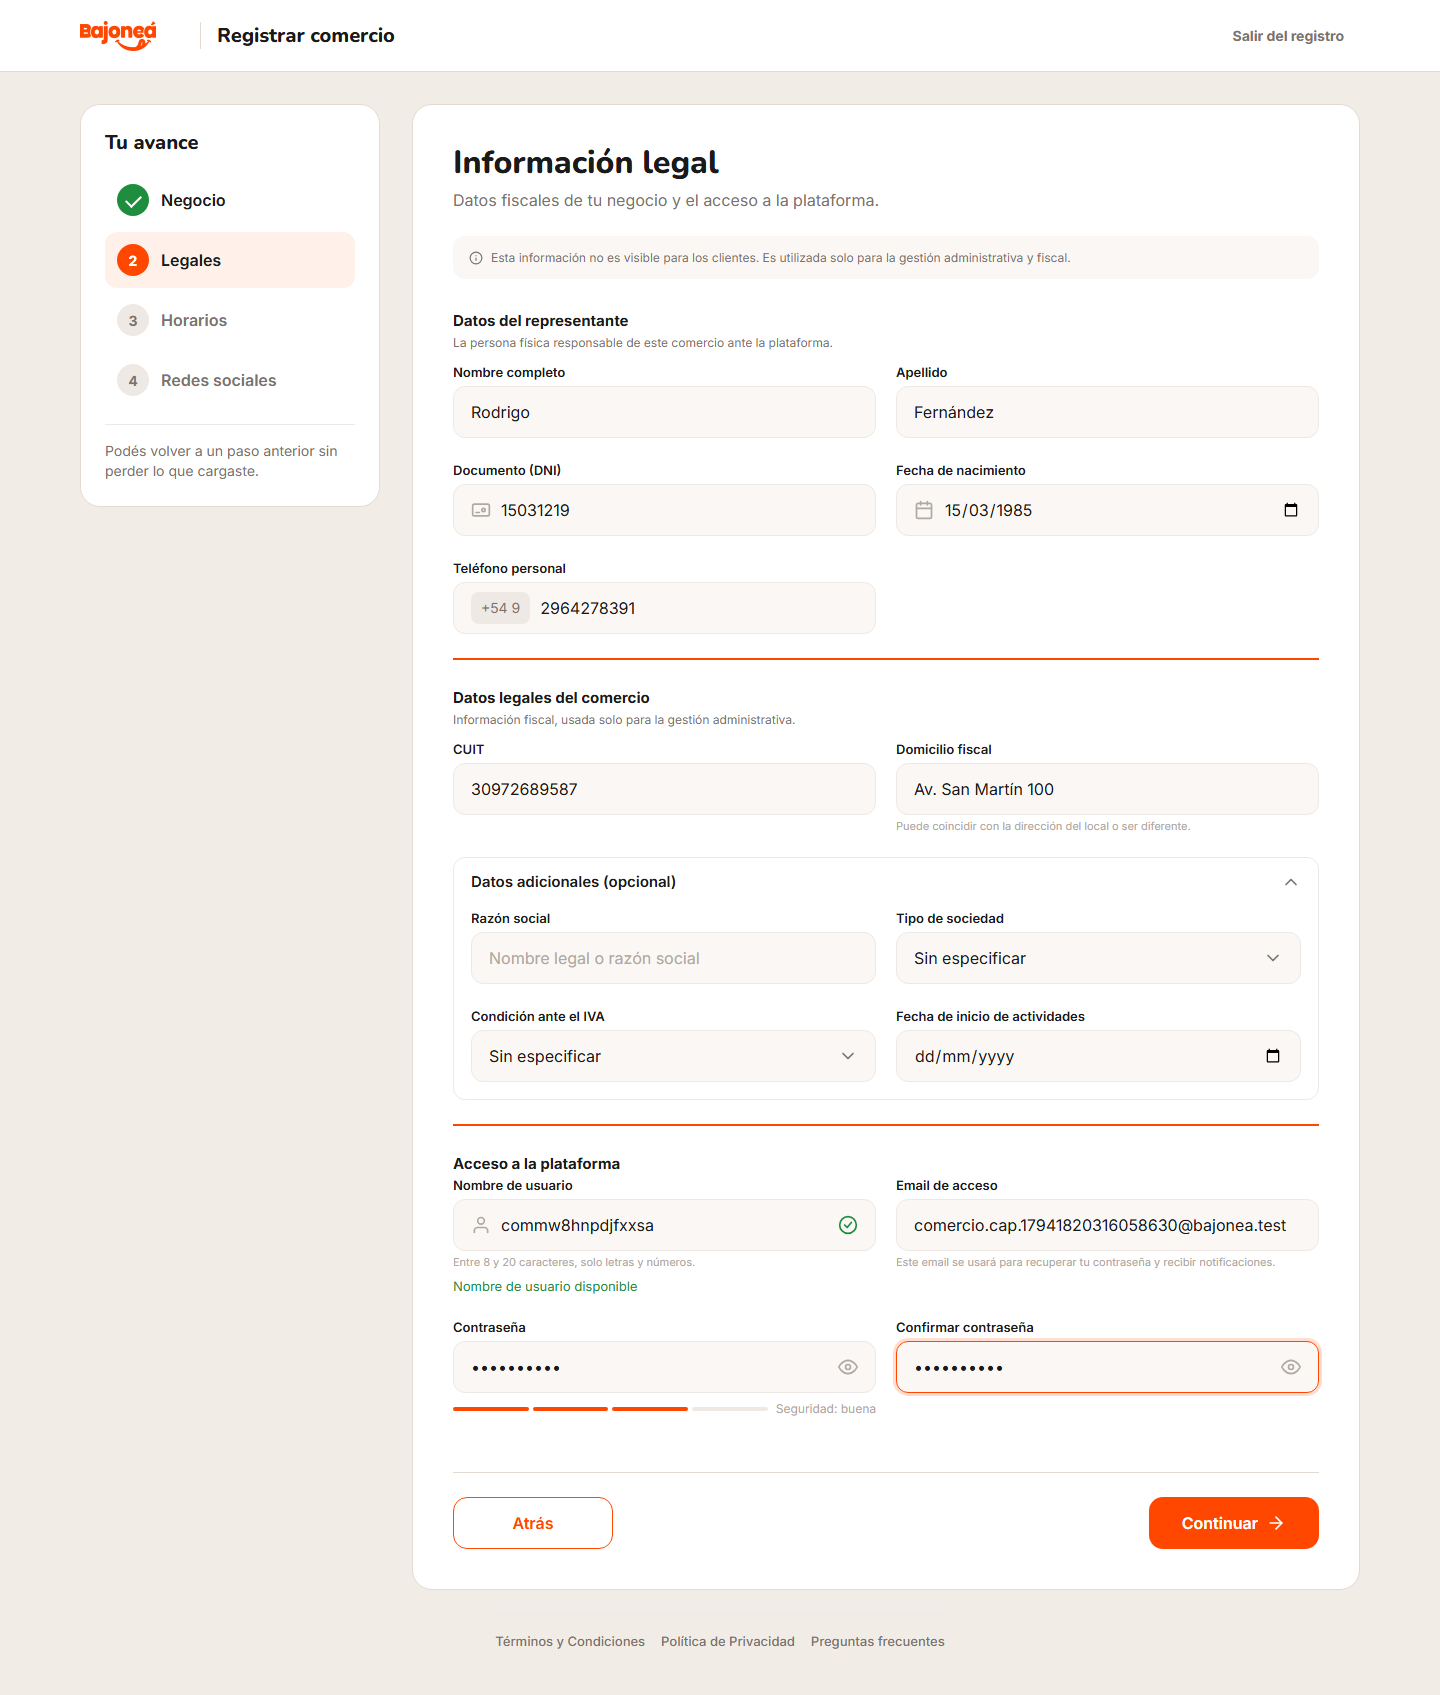 Bajoneá
Registrar comercio
Salir del registro
Tu avance
Negocio
2 Legales
3 Horarios
4 Redes sociales
Podés volver a un paso anterior sin
perder lo que cargaste.
Información legal
Datos fiscales de tu negocio y el acceso a la plataforma.
Esta información no es visible para los clientes. Es utilizada solo para la gestión administrativa y fiscal.
Datos del representante
La persona física responsable de este comercio ante la plataforma.
Nombre completo
Rodrigo
Apellido
Fernández
Documento (DNI)
15031219
Fecha de nacimiento
15/03/1985
Teléfono personal
+54 9 2964278391
Datos legales del comercio
Información fiscal, usada solo para la gestión administrativa.
CUIT
30972689587
Domicilio fiscal
Av. San Martín 100
Puede coincidir con la dirección del local o ser diferente.
Datos adicionales (opcional)
Razón social
Nombre legal o razón social
Tipo de sociedad
Sin especificar
Condición ante el IVA
Sin especificar
Fecha de inicio de actividades
dd/mm/yyyy
Acceso a la plataforma
Nombre de usuario
commw8hnpdjfxxsa
Entre 8 y 20 caracteres, solo letras y números.
Nombre de usuario disponible
Email de acceso
comercio.cap.17941820316058630@bajonea.test
Este email se usará para recuperar tu contraseña y recibir notificaciones.
Contraseña
••••••••••
Seguridad: buena
Confirmar contraseña
••••••••••
Atrás
Continuar
Términos y Condiciones
Política de Privacidad
Preguntas frecuentes